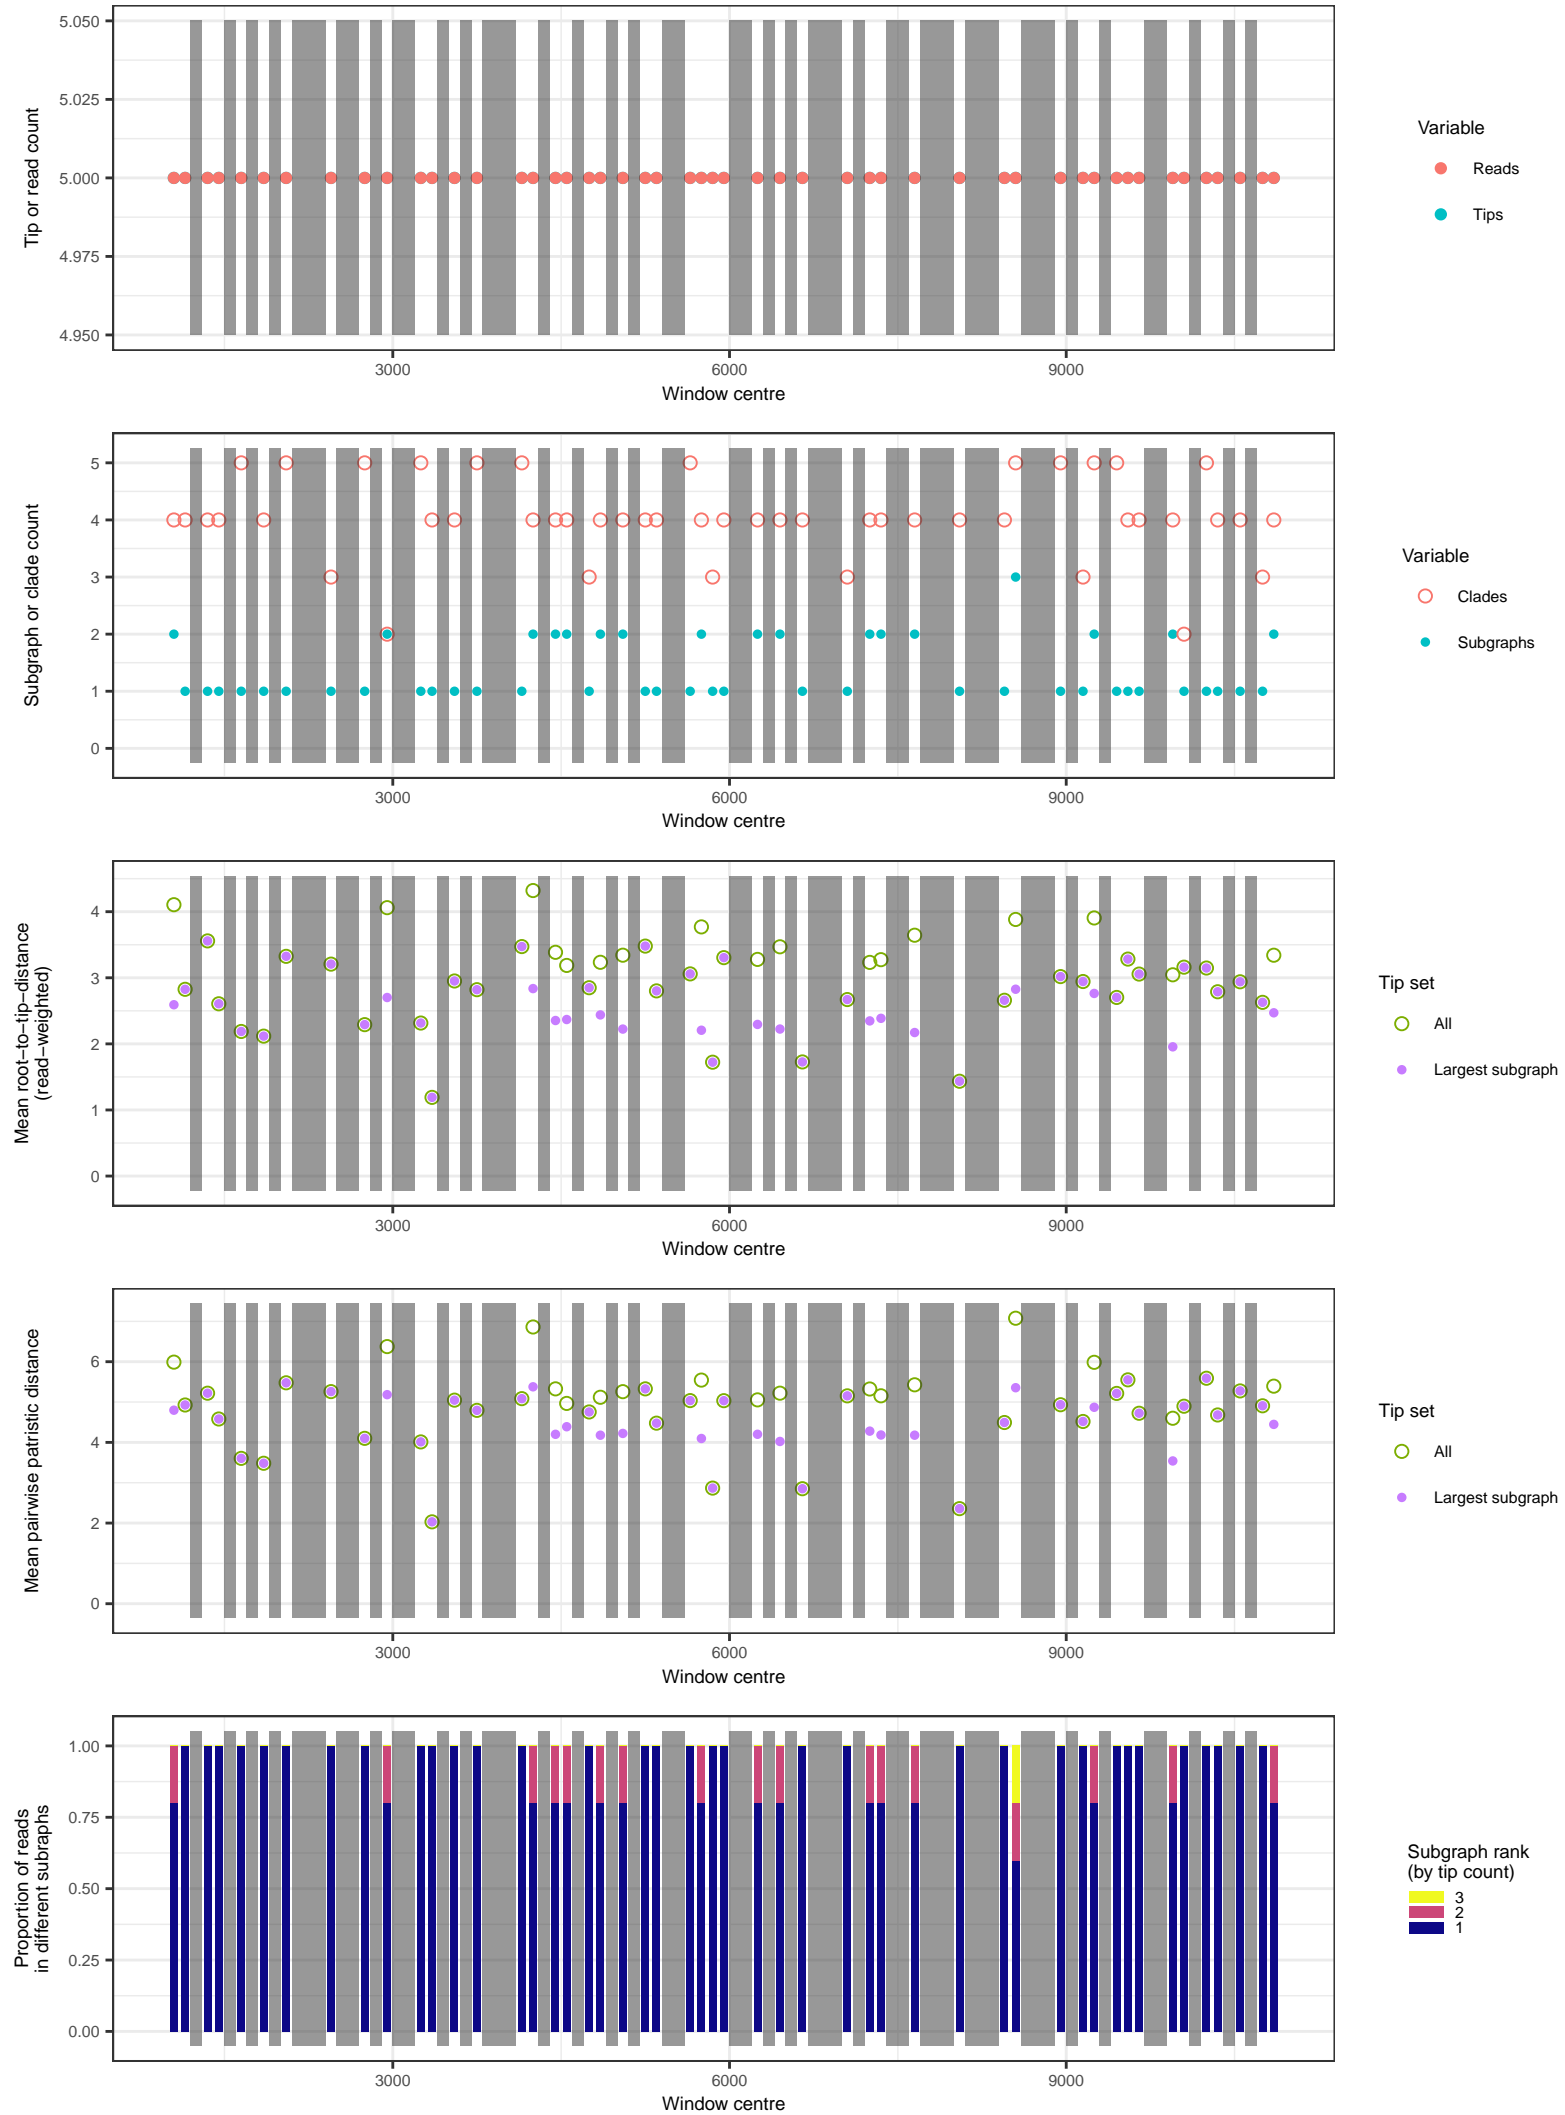 5.050
5.025
5.000
4.975
4.950
Tip or read count
3000
6000
9000
Window centre
Variable
Reads
Tips
5
4
3
2
1
0
Subgraph or clade count
3000
6000
9000
Window centre
Variable
Clades
Subgraphs
4
3
2
1
0
Mean root−to−tip−distance
(read−weighted)
3000
6000
9000
Window centre
Tip set
All
Largest subgraph
6
4
2
0
Mean pairwise patristic distance
3000
6000
9000
Window centre
Tip set
All
Largest subgraph
1.00
0.75
0.50
0.25
0.00
Proportion of reads
in different subraphs
3000
6000
9000
Window centre
Subgraph rank
(by tip count)
3
2
1